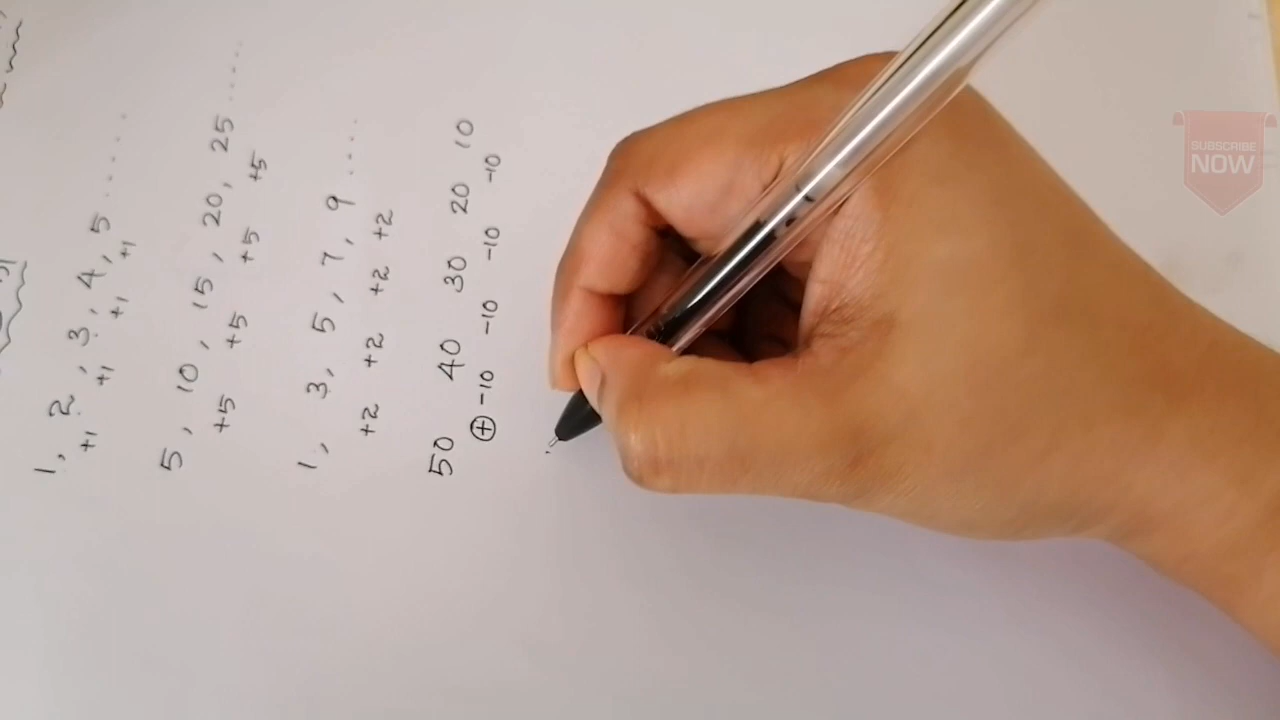 1, 2, 3, 4, 5 .....
+1 +1 +1 +1
5, 10, 15, 20, 25 .....
+5 +5 +5 +5
1, 3, 5, 7, 9 ....
+2 +2 +2 +2
50 40 30 20 10
+ -10 -10 -10 -10
SUBSCRIBE
NOW